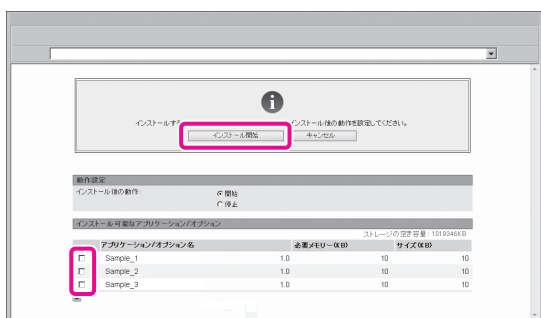 インストールす インストール後の動作を設定してください。
インストール開始 キャンセル
動作設定
インストール後の動作: 開始
停止
インストール可能なアプリケーション/オプション
ストレージの空き容量: 1019346KB
アプリケーション/オプション名 必要メモリー(KB) サイズ(KB)
Sample_1 1.0 10 10
Sample_2 1.0 10 10
Sample_3 1.0 10 10